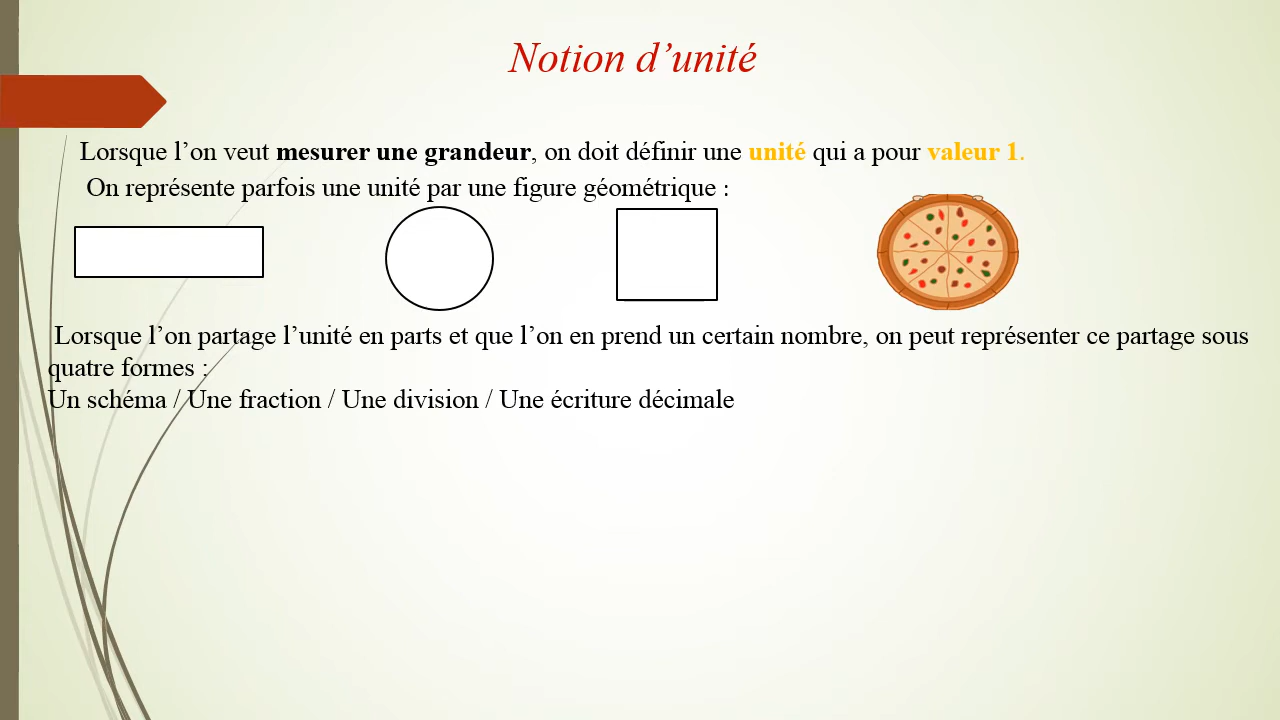 Notion d’unité
Lorsque l’on veut mesurer une grandeur, on doit définir une unité qui a pour valeur 1.
On représente parfois une unité par une figure géométrique :
Lorsque l’on partage l’unité en parts et que l’on en prend un certain nombre, on peut représenter ce partage sous
quatre formes :
Un schéma / Une fraction / Une division / Une écriture décimale